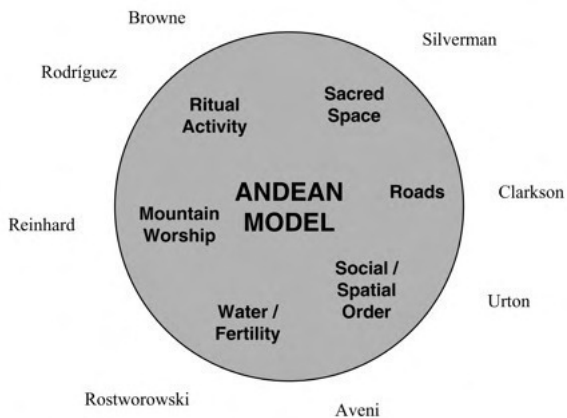 Browne
Silverman
Rodríguez
Sacred
Space
Ritual
Activity
ANDEAN
MODEL
Roads
Clarkson
Mountain
Worship
Reinhard
Social /
Spatial
Order
Urton
Water /
Fertility
Rostworowski
Aveni